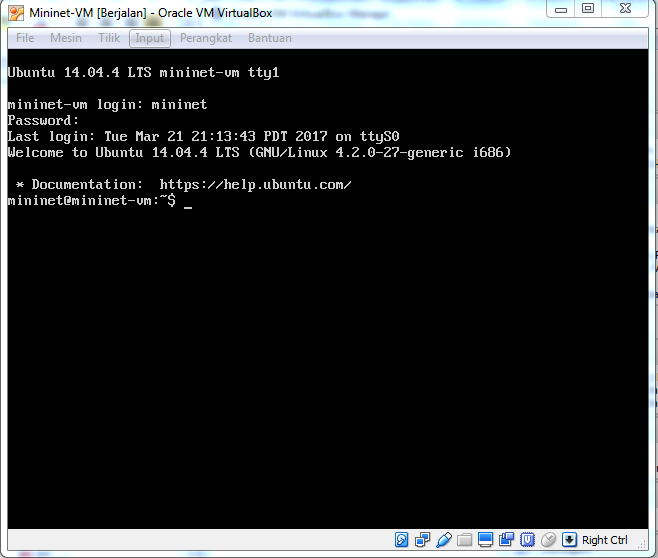 Mininet-VM [Berjalan] - Oracle VM VirtualBox
File Mesin Tilik Input Perangkat Bantuan
Ubuntu 14.04.4 LTS mininet-vm tty1
mininet-vm login: mininet
Password:
Last login: Tue Mar 21 21:13:43 PDT 2017 on ttyS0
Welcome to Ubuntu 14.04.4 LTS (GNU/Linux 4.2.0-27-generic i686)
* Documentation:  https://help.ubuntu.com/
mininet@mininet-vm:~$ _
Right Ctrl